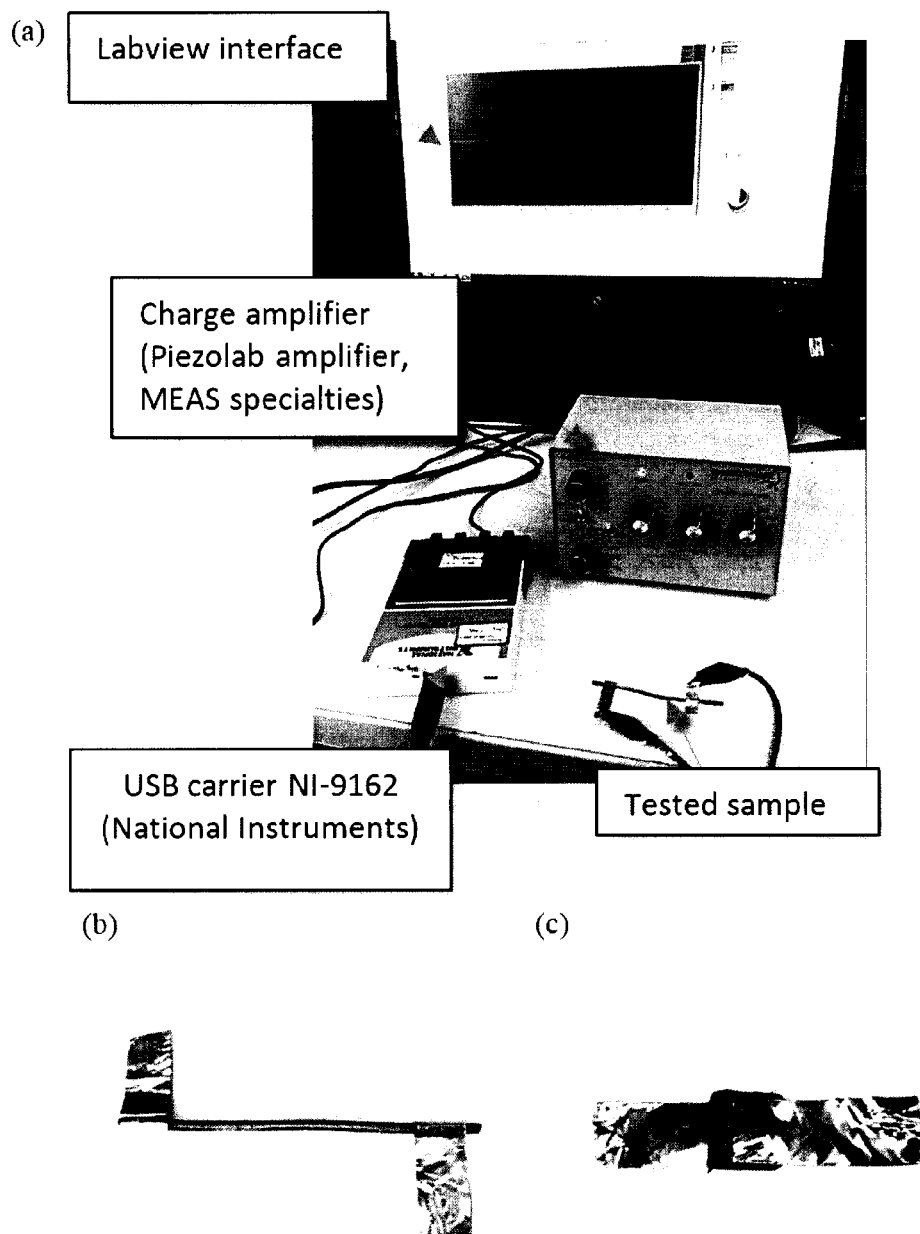 (a)
Labview interface
Charge amplifier
(Piezolab amplifier,
MEAS specialties)
USB carrier NI-9162
(National Instruments)
Tested sample
(b)
(c)